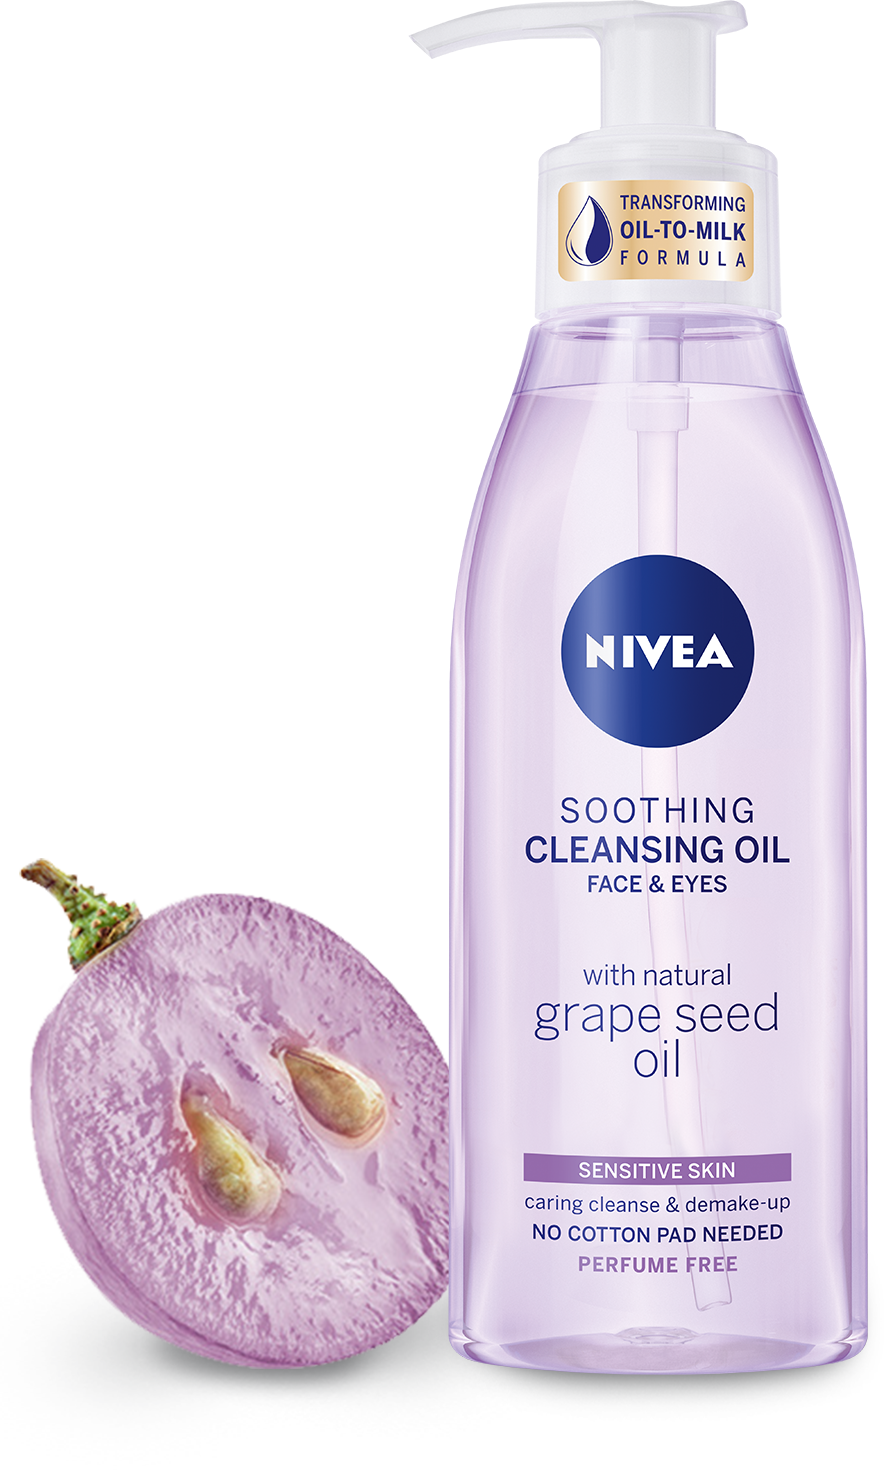 TRANSFORMING
OIL-TO-MILK
FORMULA
NIVEA
SOOTHING
CLEANSING OIL
FACE & EYES
with natural
grape seed
oil
SENSITIVE SKIN
caring cleanse & demake-up
NO COTTON PAD NEEDED
PERFUME FREE